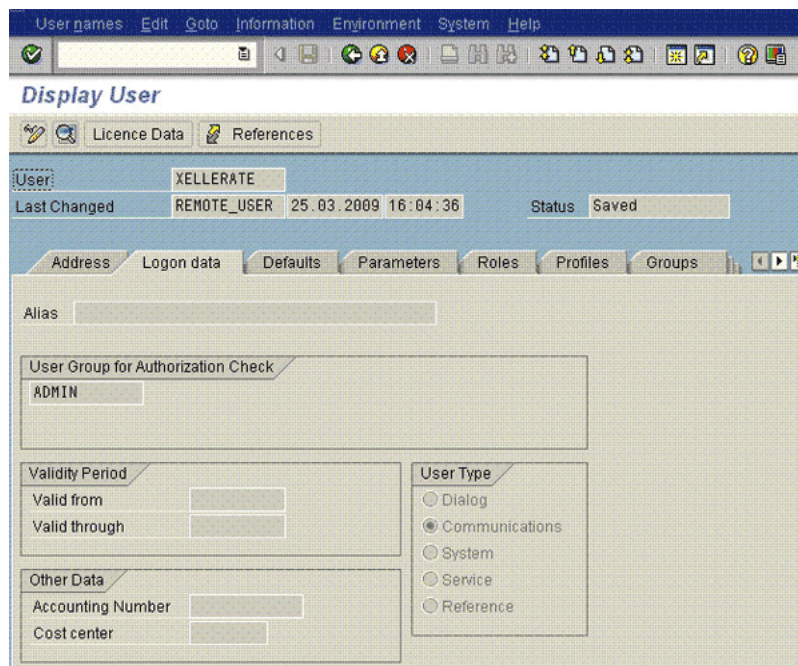 User names Edit Goto Information Environment System Help
Display User
Licence Data References
User XELLERATE
Last Changed REMOTE_USER 25.03.2009 16:04:36 Status Saved
Address Logon data Defaults Parameters Roles Profiles Groups
Alias
User Group for Authorization Check
ADMIN
Validity Period
Valid from
Valid through
User Type
Dialog
Communications
System
Service
Reference
Other Data
Accounting Number
Cost center